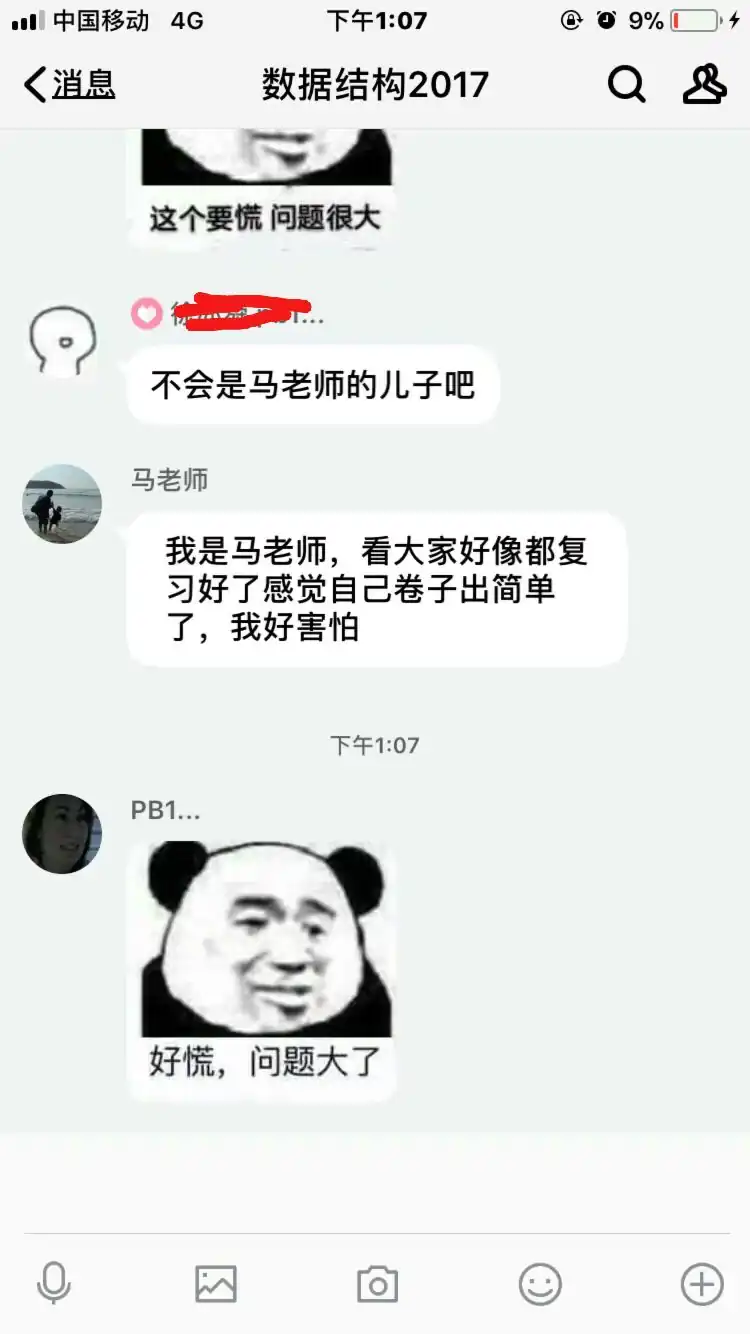 中国移动 4G 下午1:07 9%
消息 数据结构2017
这个要慌 问题很大
不会是马老师的儿子吧
马老师
我是马老师，看大家好像都复
习好了感觉自己卷子出简单
了，我好害怕
下午1:07
PB1...
好慌，问题大了